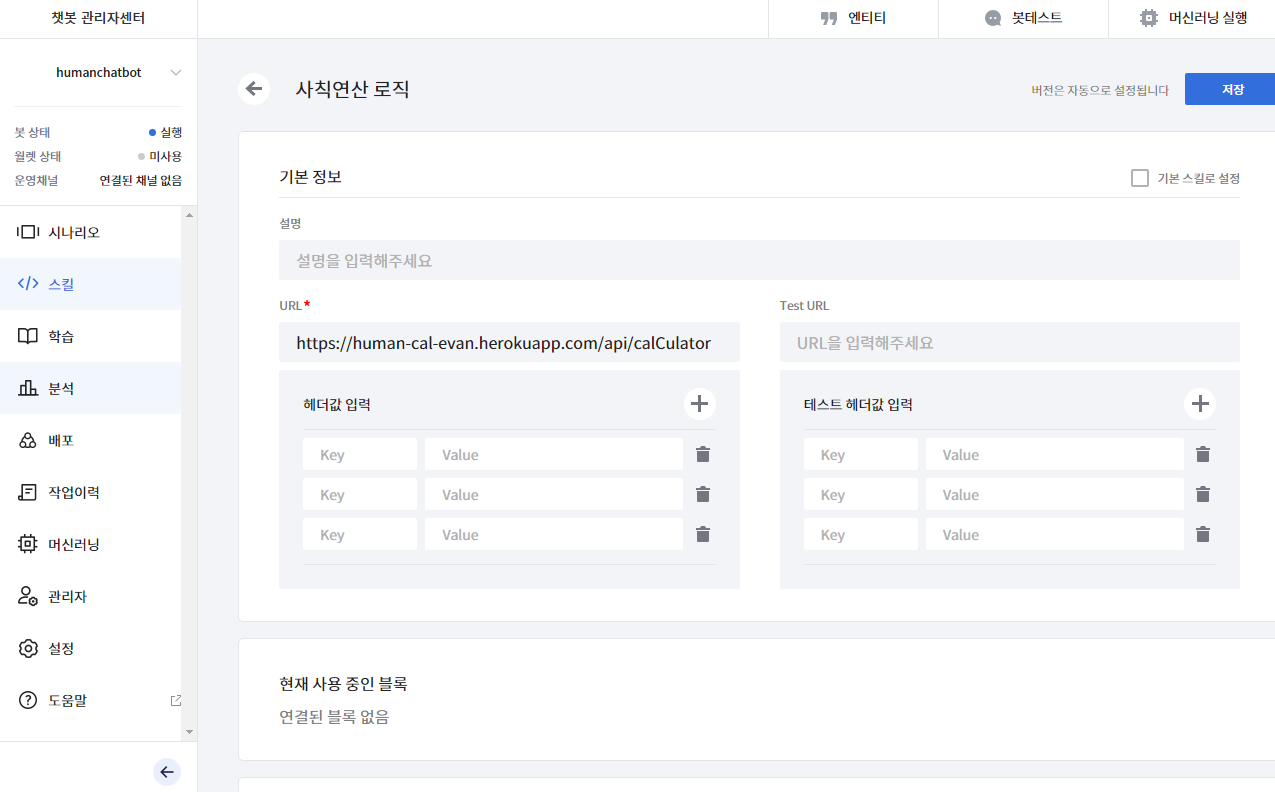 챗봇 관리자센터
엔티티
봇테스트
머신러닝 실행
humanchatbot
봇 상태
실행
월렛 상태
미사용
운영채널
연결된 채널 없음
시나리오
스킬
학습
분석
배포
작업이력
머신러닝
관리자
설정
도움말
사칙연산 로직
버전은 자동으로 설정됩니다
저장
기본 정보
기본 스킬로 설정
설명
설명을 입력해주세요
URL*
https://human-cal-evan.herokuapp.com/api/calCulator
헤더값 입력
Key Value
Key Value
Key Value
Test URL
URL을 입력해주세요
테스트 헤더값 입력
Key Value
Key Value
Key Value
현재 사용 중인 블록
연결된 블록 없음